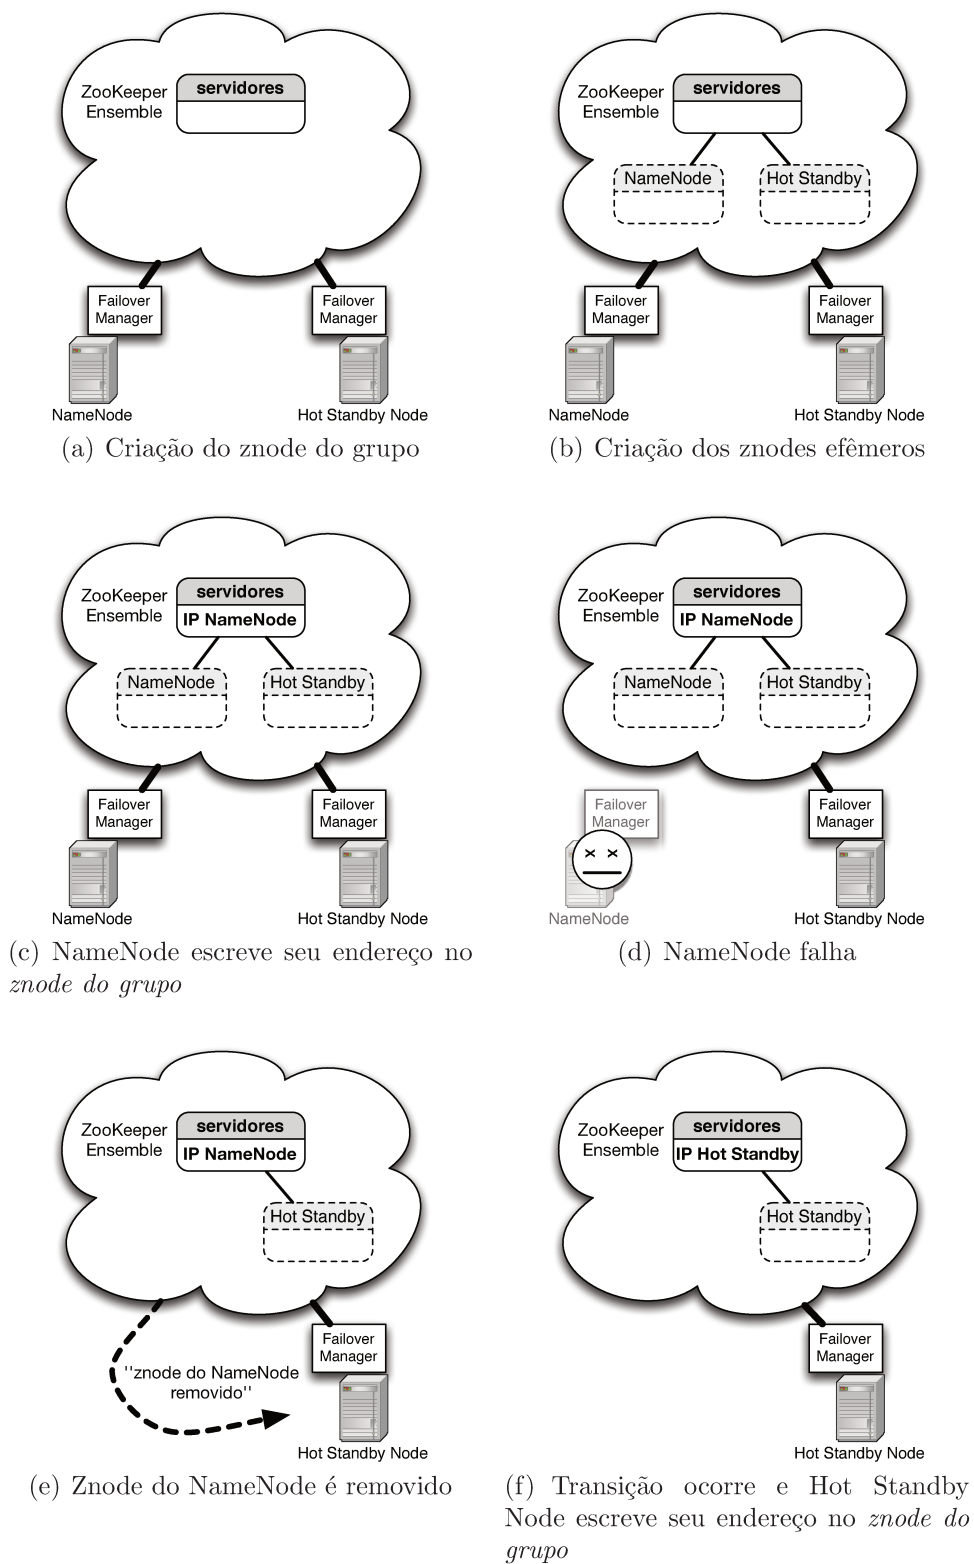 servidores
ZooKeeper
Ensemble
Failover
Manager
Failover
Manager
NameNode
Hot Standby Node
(a) Criação do znode do grupo
servidores
ZooKeeper
Ensemble
NameNode
Hot Standby
Failover
Manager
Failover
Manager
NameNode
Hot Standby Node
(b) Criação dos znodes efêmeros
servidores
ZooKeeper
Ensemble
IP NameNode
NameNode
Hot Standby
Failover
Manager
Failover
Manager
NameNode
Hot Standby Node
(c) NameNode escreve seu endereço no
znode do grupo
servidores
ZooKeeper
Ensemble
IP NameNode
NameNode
Hot Standby
Failover
Manager
Failover
Manager
x x
NameNode
Hot Standby Node
(d) NameNode falha
servidores
ZooKeeper
Ensemble
IP NameNode
Hot Standby
Failover
Manager
"znode do NameNode
removido"
Hot Standby Node
(e) Znode do NameNode é removido
servidores
ZooKeeper
Ensemble
IP Hot Standby
Hot Standby
Failover
Manager
Hot Standby Node
(f) Transição ocorre e Hot Standby
Node escreve seu endereço no znode do
grupo